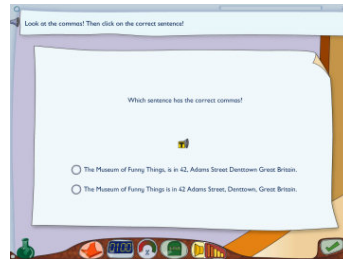 Look at the commas! Then click on the correct sentence!
Which sentence has the correct commas?
The Museum of Funny Things, is in 42, Adams Street Denttown Great Britain.
The Museum of Funny Things is in 42 Adams Street, Denttown, Great Britain.
0100